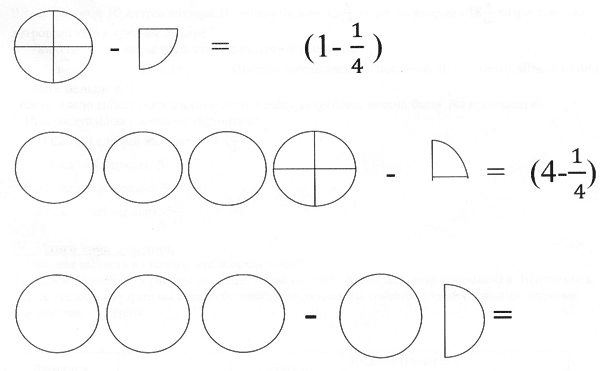 - = (1- 1/4)
- = (4- 1/4)
- =